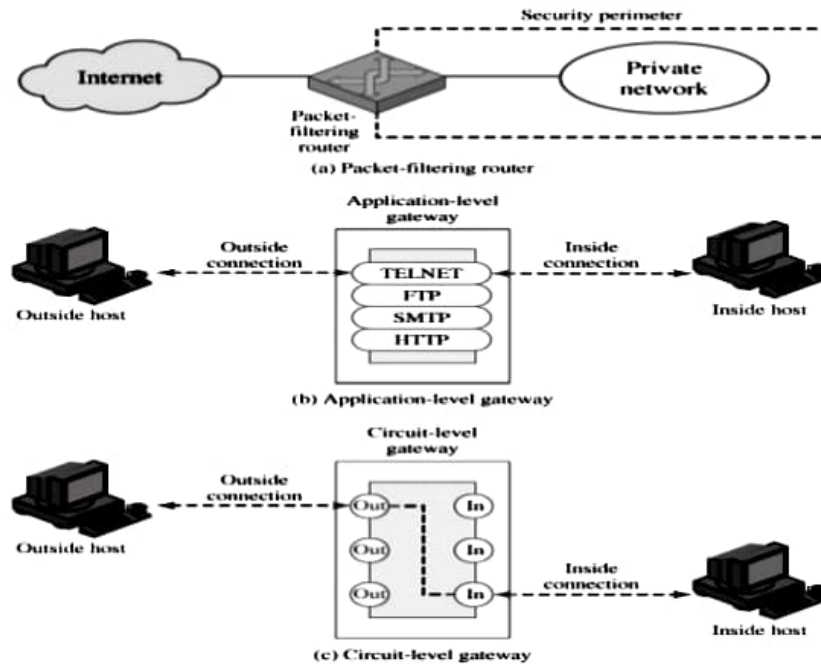 Security perimeter
Internet
Private
network
Packet-
filtering
router
(a) Packet-filtering router
Application-level
gateway
Outside
connection
Inside
connection
TELNET
FTP
SMTP
HTTP
Outside host
Inside host
(b) Application-level gateway
Circuit-level
gateway
Outside
connection
Out
In
Outside host
Out
In
Inside
connection
Out
In
Inside host
(c) Circuit-level gateway